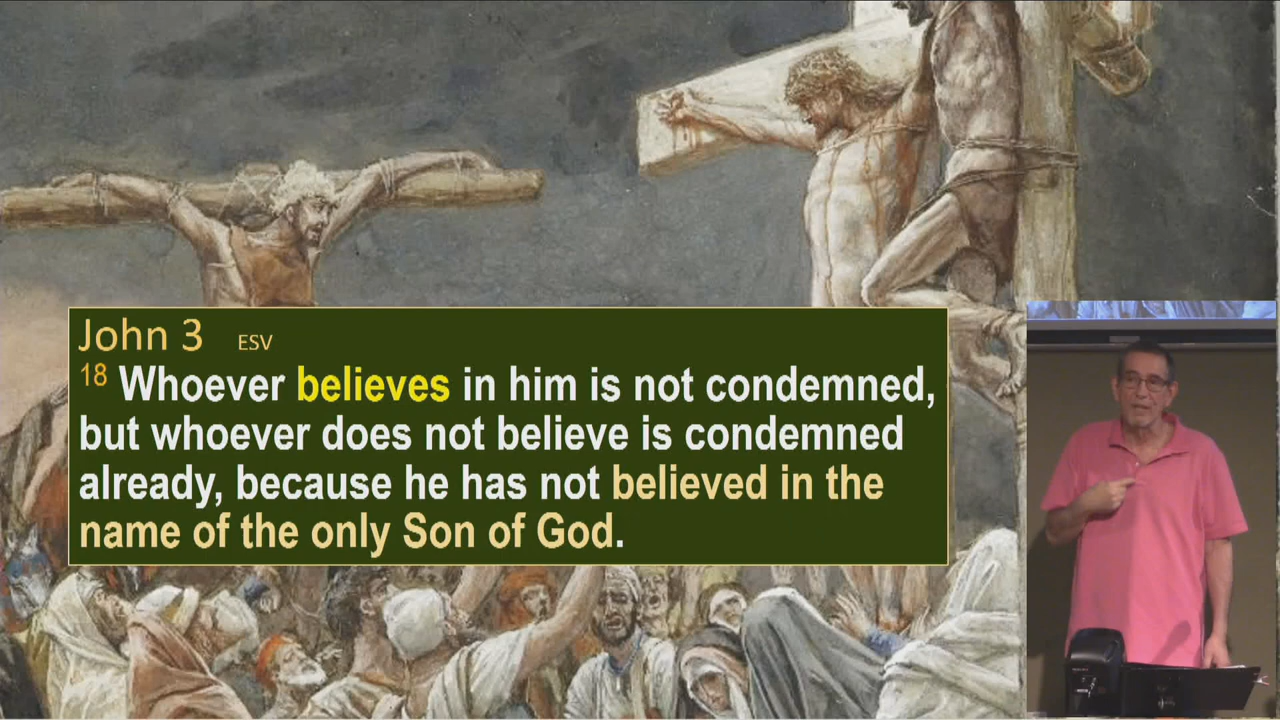 John 3 ESV
18 Whoever believes in him is not condemned,
but whoever does not believe is condemned
already, because he has not believed in the
name of the only Son of God.